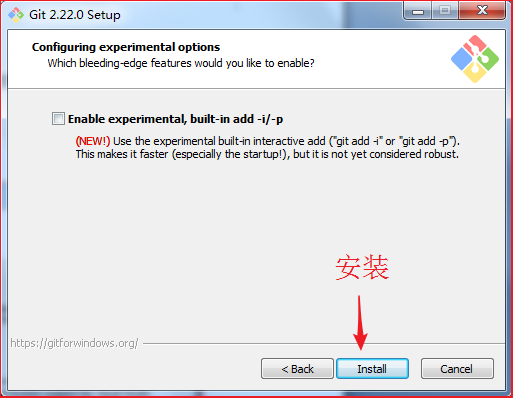 Git 2.22.0 Setup
Configuring experimental options
Which bleeding-edge features would you like to enable?
Enable experimental, built-in add -i/-p
(NEW!) Use the experimental built-in interactive add ("git add -i" or "git add -p").
This makes it faster (especially the startup!), but it is not yet considered robust.
安装
https://gitforwindows.org/
< Back
Install
Cancel